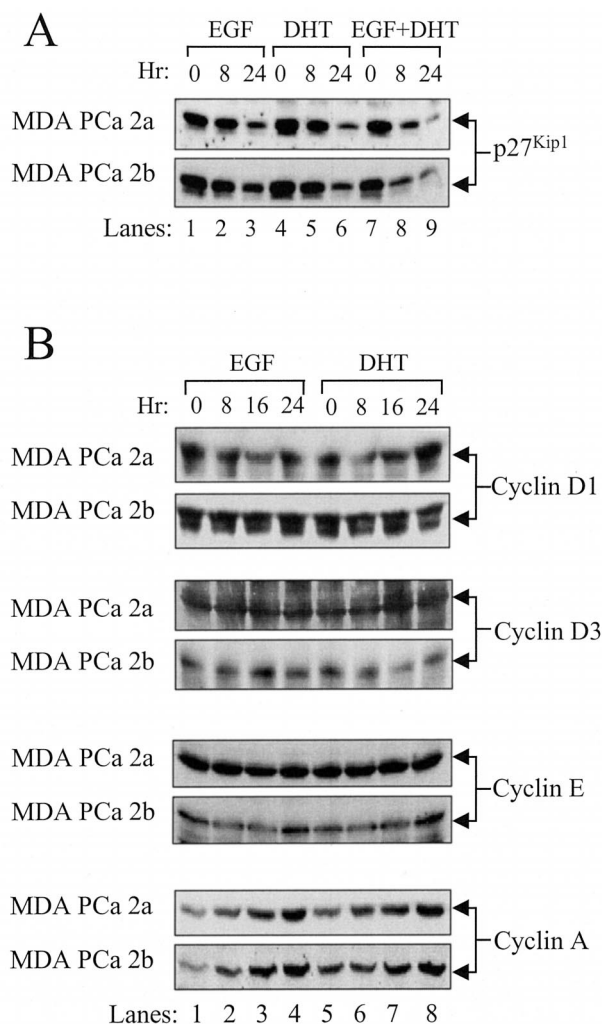 A
EGF DHT EGF+DHT
Hr: 0 8 24 0 8 24 0 8 24
MDA PCa 2a
MDA PCa 2b
p27Kip1
Lanes: 1 2 3 4 5 6 7 8 9
B
EGF DHT
Hr: 0 8 16 24 0 8 16 24
MDA PCa 2a
Cyclin D1
MDA PCa 2b
MDA PCa 2a
Cyclin D3
MDA PCa 2b
MDA PCa 2a
Cyclin E
MDA PCa 2b
MDA PCa 2a
Cyclin A
MDA PCa 2b
Lanes: 1 2 3 4 5 6 7 8